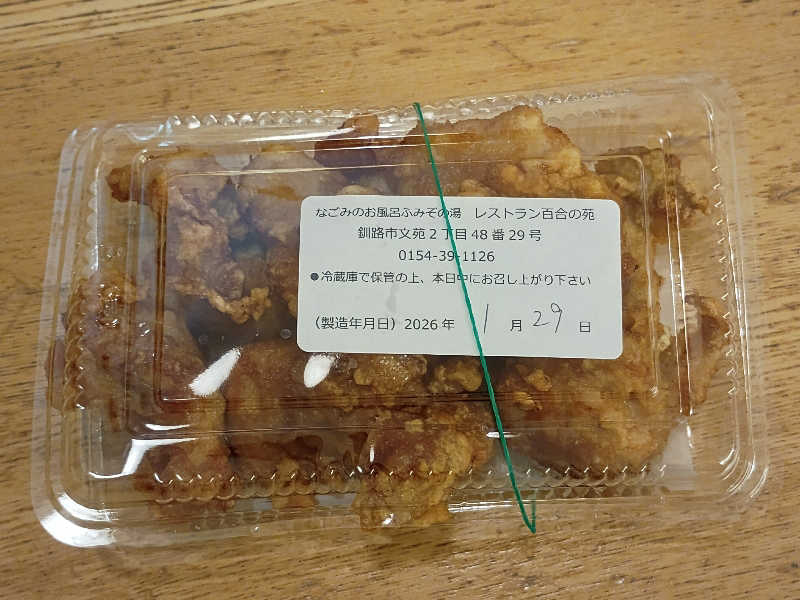 なごみのお風呂ふみぞの湯　レストラン百合の苑
釧路市文苑2丁目48番29号
0154-39-1126
●冷蔵庫で保管の上、本日中にお召し上がり下さい
（製造年月日）2026年 1月 29日